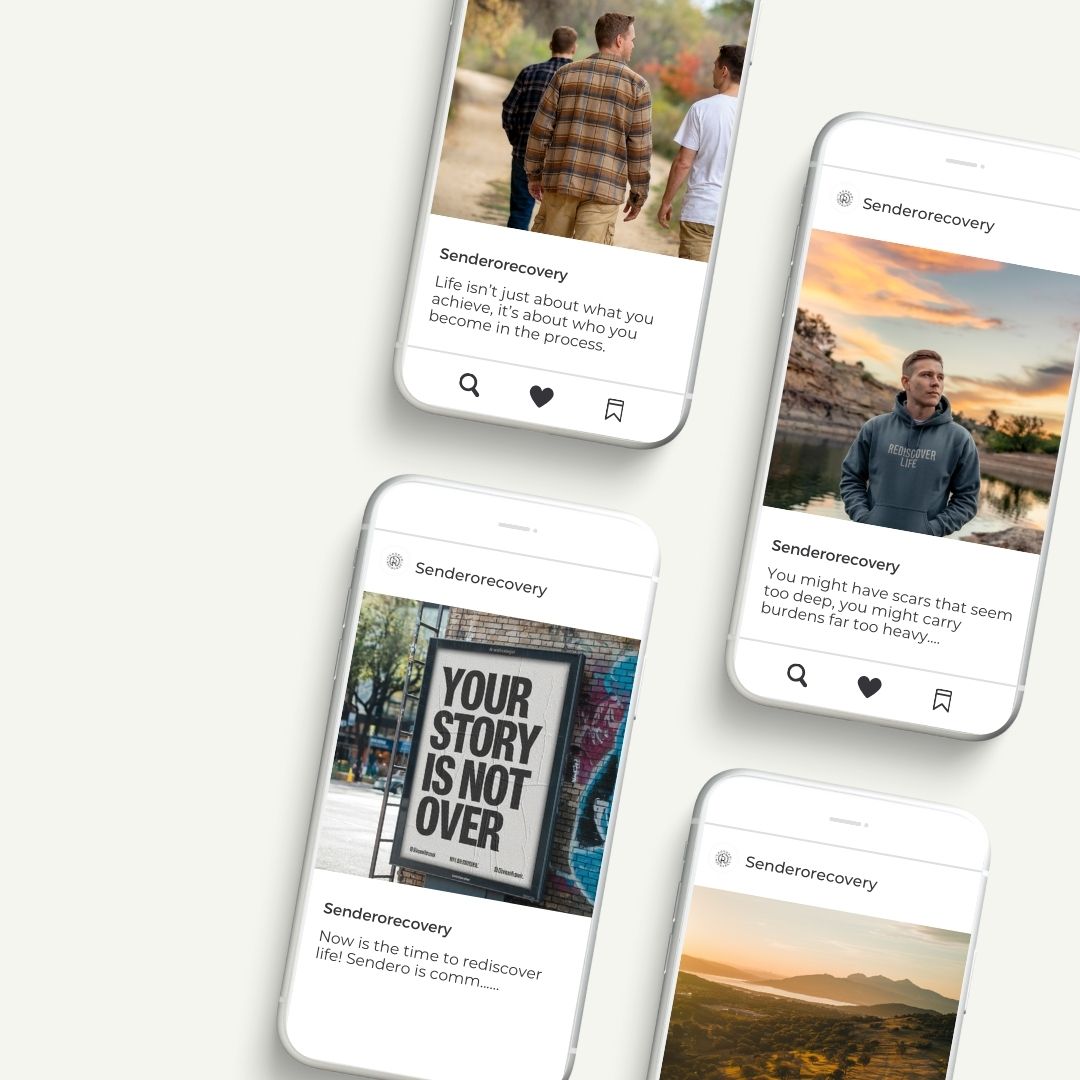 Senderorecovery
Life isn't just about what you
achieve, it's about who you
become in the process.
Senderorecovery
REDISCOVER
LIFE
Senderorecovery
You might have scars that seem
too deep, you might carry
burdens far too heavy....
Senderorecovery
YOUR
STORY
IS NOT
OVER
Senderorecovery
Now is the time to rediscover
life! Sendero is comm......
Senderorecovery